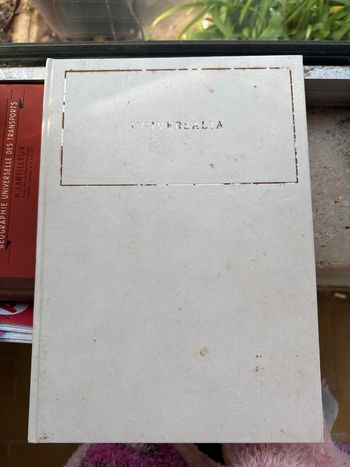 UNIVERSALIA
GÉOGRAPHIE UNIVERSELLE DES TRANSPORTS
H. LARTILLEUX